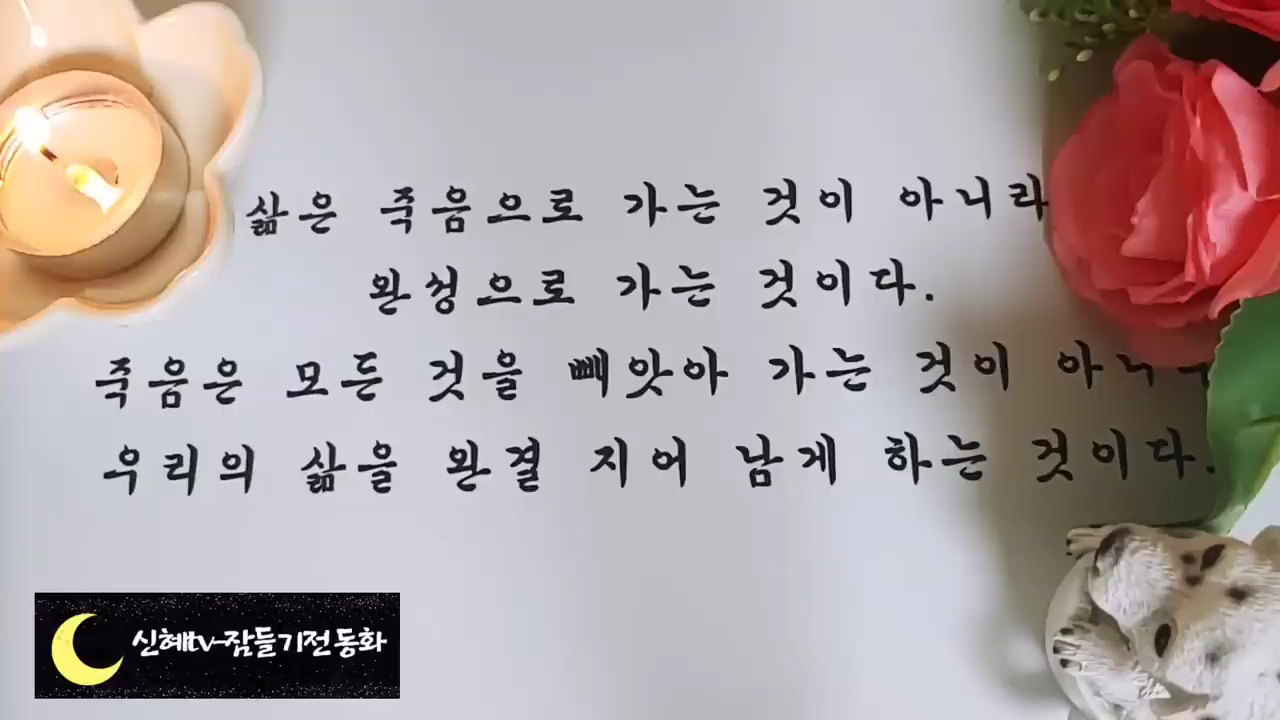 삶은 죽음으로 가는 것이 아니라
완성으로 가는 것이다.
죽음은 모든 것을 빼앗아 가는 것이
우리의 삶을 완결 지어 남게 하는 것이다.
신혜tv-잠들기전동화